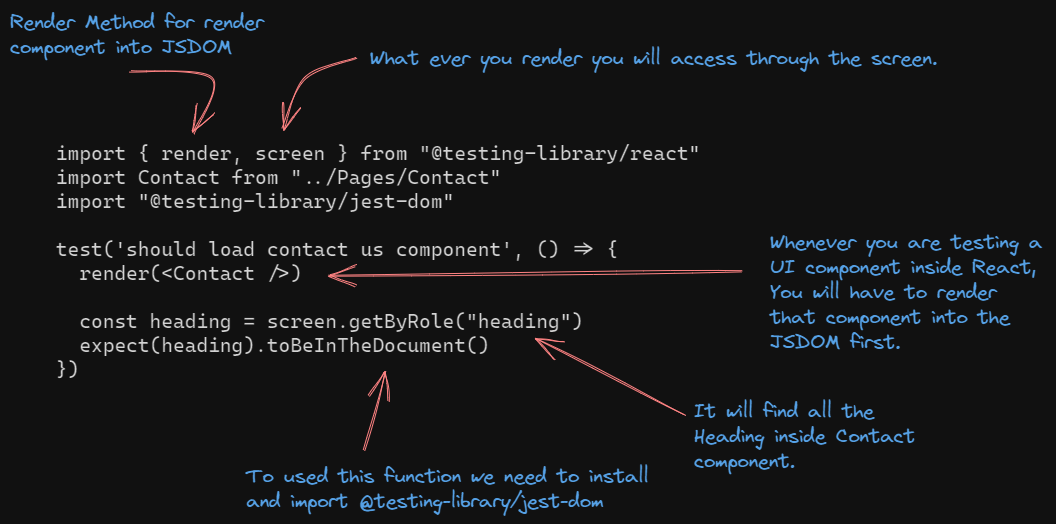 Render Method for render
component into JSDOM
What ever you render you will access through the screen.
import { render, screen } from "@testing-library/react"
import Contact from "../Pages/Contact"
import "@testing-library/jest-dom"
test('should load contact us component', () => {
render(<Contact />)
const heading = screen.getByRole("heading")
expect(heading).toBeInTheDocument()
})
Whenever you are testing a
UI component inside React,
You will have to render
that component into the
JSDOM first.
It will find all the
Heading inside Contact
component.
To used this function we need to install
and import @testing-library/jest-dom